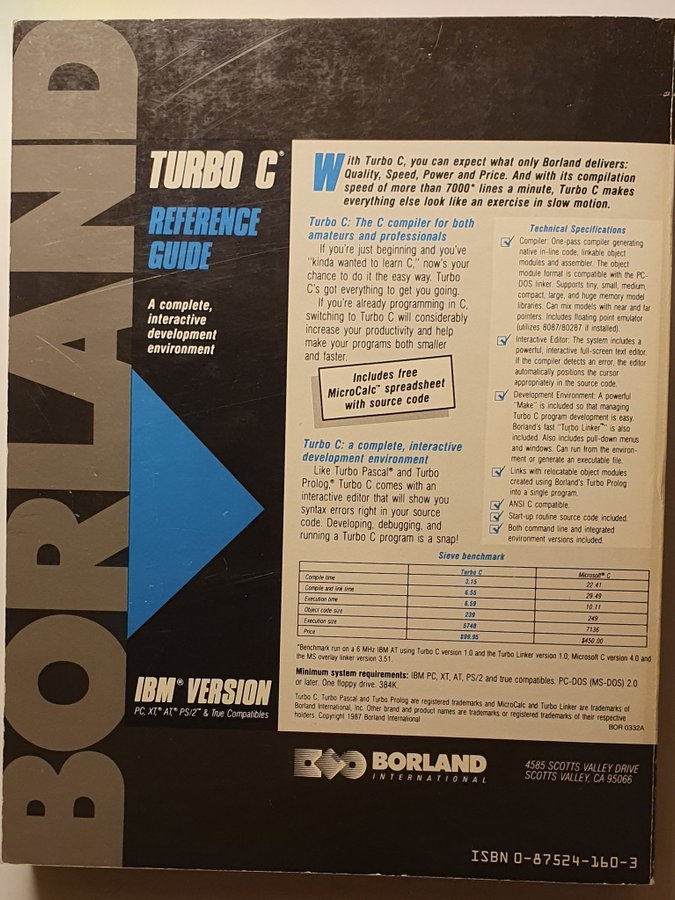 BORLAND
TURBO C®
REFERENCE
GUIDE
A complete,
interactive
development
environment
IBM® VERSION
PC, XT,® AT,® PS/2™ & True Compatibles
With Turbo C, you can expect what only Borland delivers:
Quality, Speed, Power and Price. And with its compilation
speed of more than 7000* lines a minute, Turbo C makes
everything else look like an exercise in slow motion.
Turbo C: The C compiler for both
amateurs and professionals
If you're just beginning and you've
"kinda wanted to learn C," now's your
chance to do it the easy way. Turbo
C's got everything to get you going.
If you're already programming in C,
switching to Turbo C will considerably
increase your productivity and help
make your programs both smaller
and faster.
Includes free
MicroCalc™ spreadsheet
with source code
Turbo C: a complete, interactive
development environment
Like Turbo Pascal® and Turbo
Prolog,® Turbo C comes with an
interactive editor that will show you
syntax errors right in your source
code. Developing, debugging, and
running a Turbo C program is a snap!
Technical Specifications
Compiler: One-pass compiler generating
native in-line code, linkable object
modules and assembler. The object
module format is compatible with the PC-
DOS linker. Supports tiny, small, medium,
compact, large, and huge memory model
libraries. Can mix models with near and far
pointers. Includes floating point emulator
(utilizes 8087/80287 if installed).
Interactive Editor: The system includes a
powerful, interactive full-screen text editor.
If the compiler detects an error, the editor
automatically positions the cursor
appropriately in the source code.
Development Environment: A powerful
"Make" is included so that managing
Turbo C program development is easy.
Borland's fast "Turbo Linker™" is also
included. Also includes pull-down menus
and windows. Can run from the environ-
ment or generate an executable file.
Links with relocatable object modules
created using Borland's Turbo Prolog
into a single program.
ANSI C compatible.
Start-up routine source code included.
Both command line and integrated
environment versions included.
Sieve benchmark
Turbo C Microsoft® C
Compile time 3.15 22.41
Compile and link time 6.55 29.49
Execution time 6.59 10.11
Object code size 239 249
Execution size 5748 7136
Price $99.95 $450.00
*Benchmark run on a 6 MHz IBM AT using Turbo C version 1.0 and the Turbo Linker version 1.0; Microsoft C version 4.0 and
the MS overlay linker version 3.51.
Minimum system requirements: IBM PC, XT, AT, PS/2 and true compatibles. PC-DOS (MS-DOS) 2.0
or later. One floppy drive. 384K.
Turbo C, Turbo Pascal and Turbo Prolog are registered trademarks and MicroCalc and Turbo Linker are trademarks of
Borland International, Inc. Other brand and product names are trademarks or registered trademarks of their respective
holders. Copyright 1987 Borland International
BOR 0332A
BORLAND
INTERNATIONAL
4585 SCOTTS VALLEY DRIVE
SCOTTS VALLEY, CA 95066
ISBN 0-87524-160-3